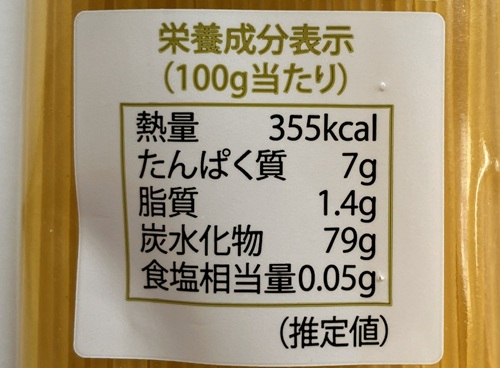 栄養成分表示
(100g当たり)
熱量 355kcal
たんぱく質 7g
脂質 1.4g
炭水化物 79g
食塩相当量0.05g
(推定値)